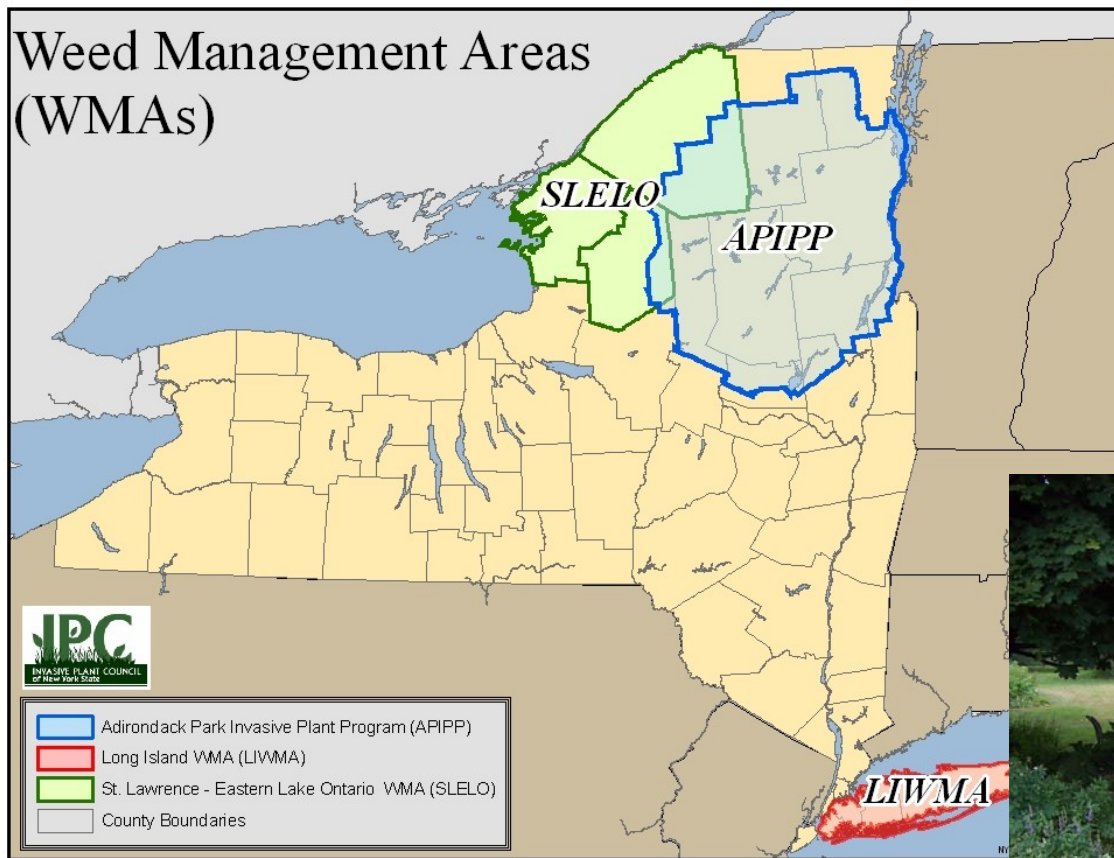 Weed Management Areas
(WMAs)
SLELO
APIPP
IPC
INVASIVE PLANT COUNCIL
of New York State
Adirondack Park Invasive Plant Program (APIPP)
Long Island WMA (LIWMA)
St. Lawrence - Eastern Lake Ontario WMA (SLELO)
County Boundaries
LIWMA
NY